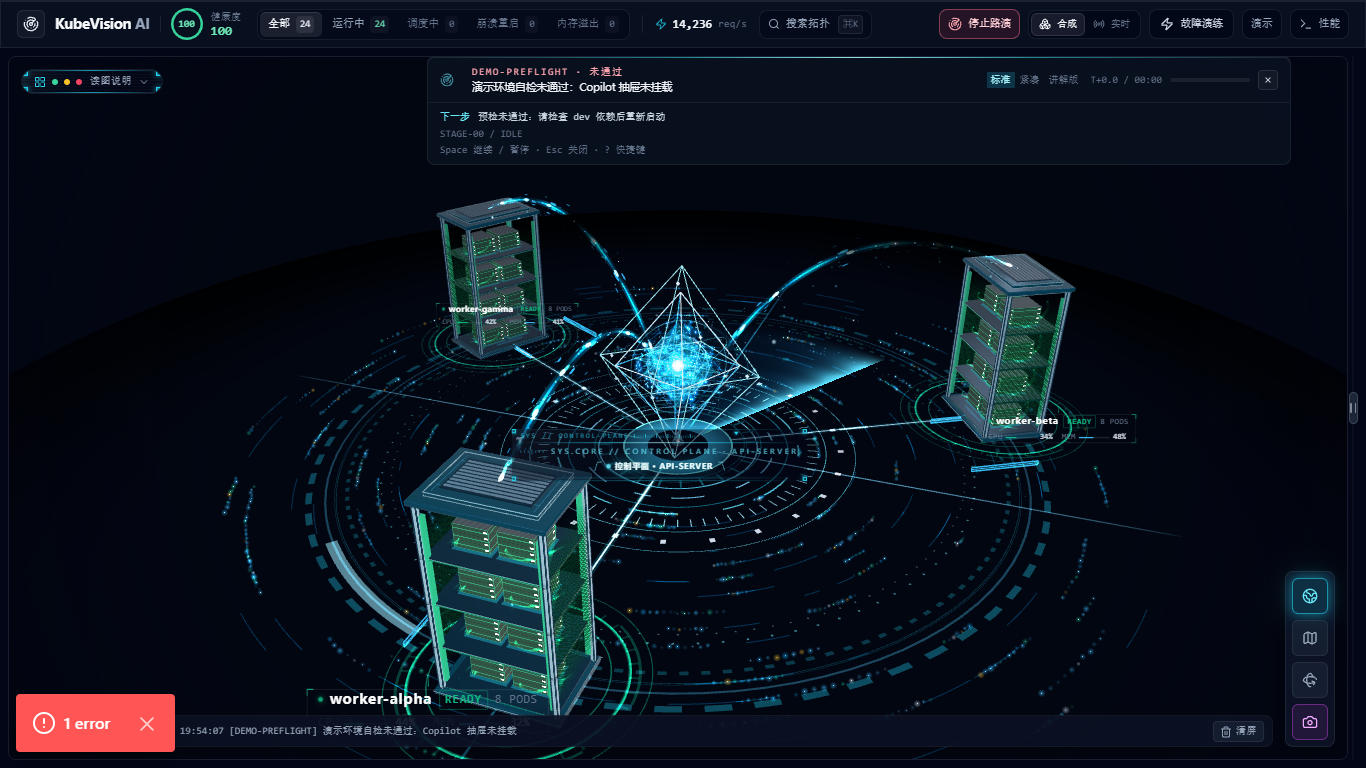 KubeVision AI
100
健康度
100
全部 24
运行中 24
调度中 0
崩溃重启 0
内存溢出 0
14,236 req/s
搜索拓扑 ⌘K
停止路演
合成
实时
故障演练
演示
性能
读图说明
DEMO-PREFLIGHT · 未通过
演示环境自检未通过：Copilot 抽屉未挂载
标准 紧凑 讲解版 T+0.0 / 00:00
下一步 预检未通过：请检查 dev 依赖后重新启动
STAGE-00 / IDLE
Space 继续 / 暂停 · Esc 关闭 · ? 快捷键
worker-gamma READY 8 PODS
42% 41%
worker-beta READY 8 PODS
CPU 34% MEM 48%
SYS.CORE // CONTROL PLANE · API-SERVER
控制平面 • API-SERVER
worker-alpha READY 8 PODS
1 error
19:54:07 [DEMO-PREFLIGHT] 演示环境自检未通过：Copilot 抽屉未挂载
清屏